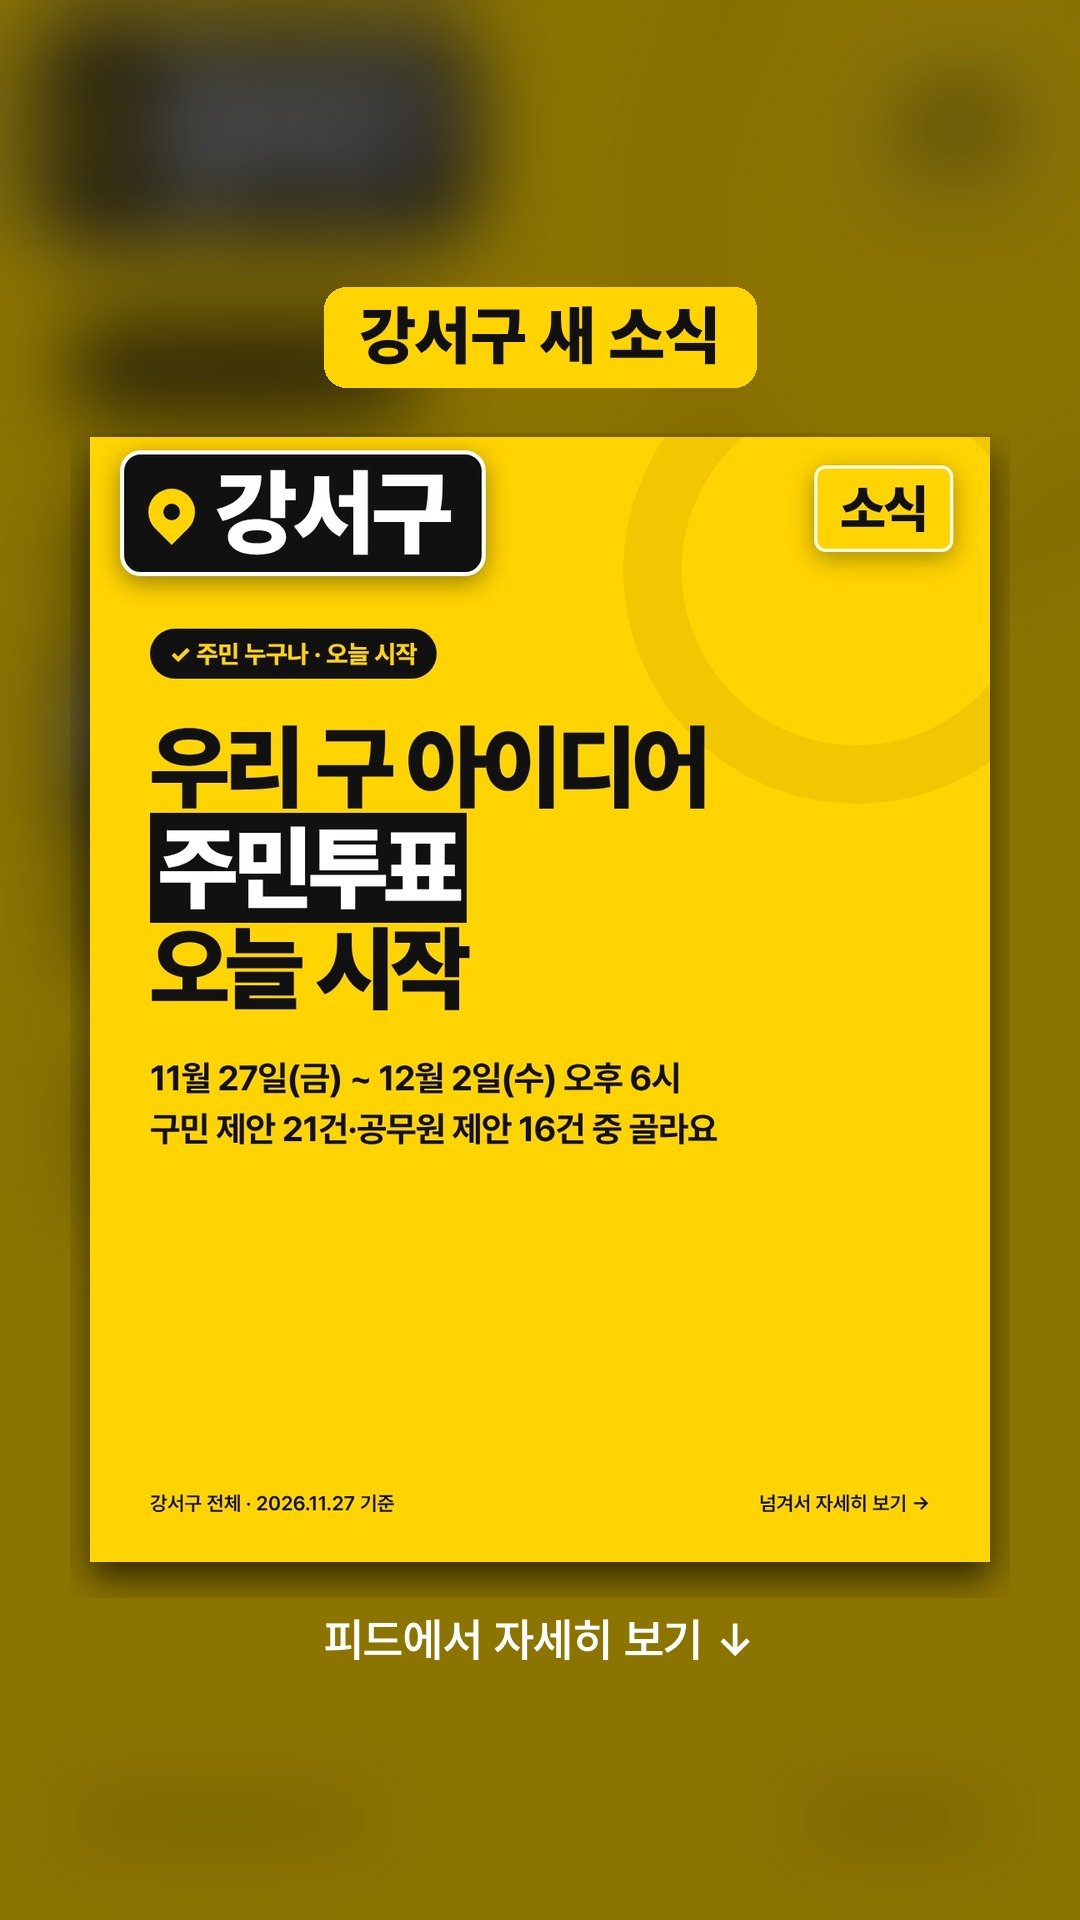 강서구 새 소식
강서구
소식
✓ 주민 누구나 · 오늘 시작
우리 구 아이디어
주민투표
오늘 시작
11월 27일(금) ~ 12월 2일(수) 오후 6시
구민 제안 21건·공무원 제안 16건 중 골라요
강서구 전체 · 2026.11.27 기준
넘겨서 자세히 보기 →
피드에서 자세히 보기 ↓